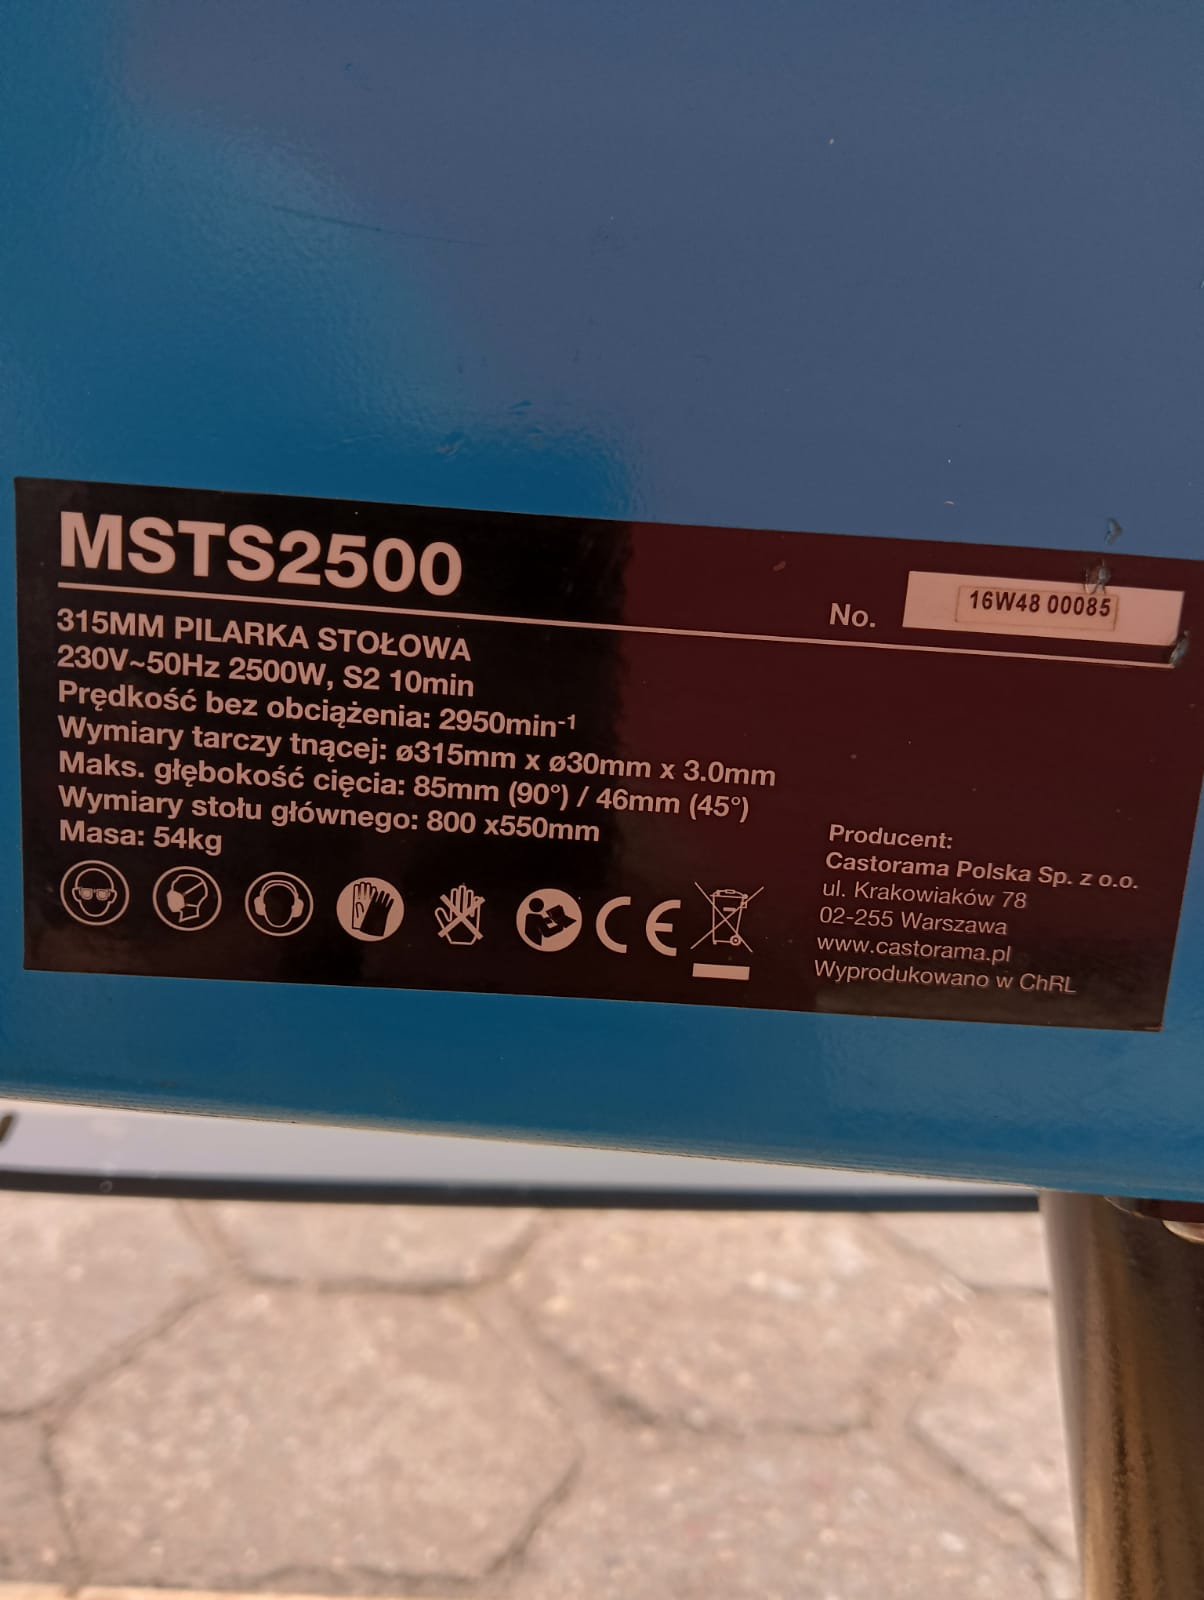 MSTS2500
No. 16W48 00085
315MM PILARKA STOŁOWA
230V~50Hz 2500W, S2 10min
Prędkość bez obciążenia: 2950min-1
Wymiary tarczy tnącej: ø315mm x ø30mm x 3.0mm
Maks. głębokość cięcia: 85mm (90°) / 46mm (45°)
Wymiary stołu głównego: 800 x550mm
Masa: 54kg
CE
Producent:
Castorama Polska Sp. z o.o.
ul. Krakowiaków 78
02-255 Warszawa
www.castorama.pl
Wyprodukowano w ChRL